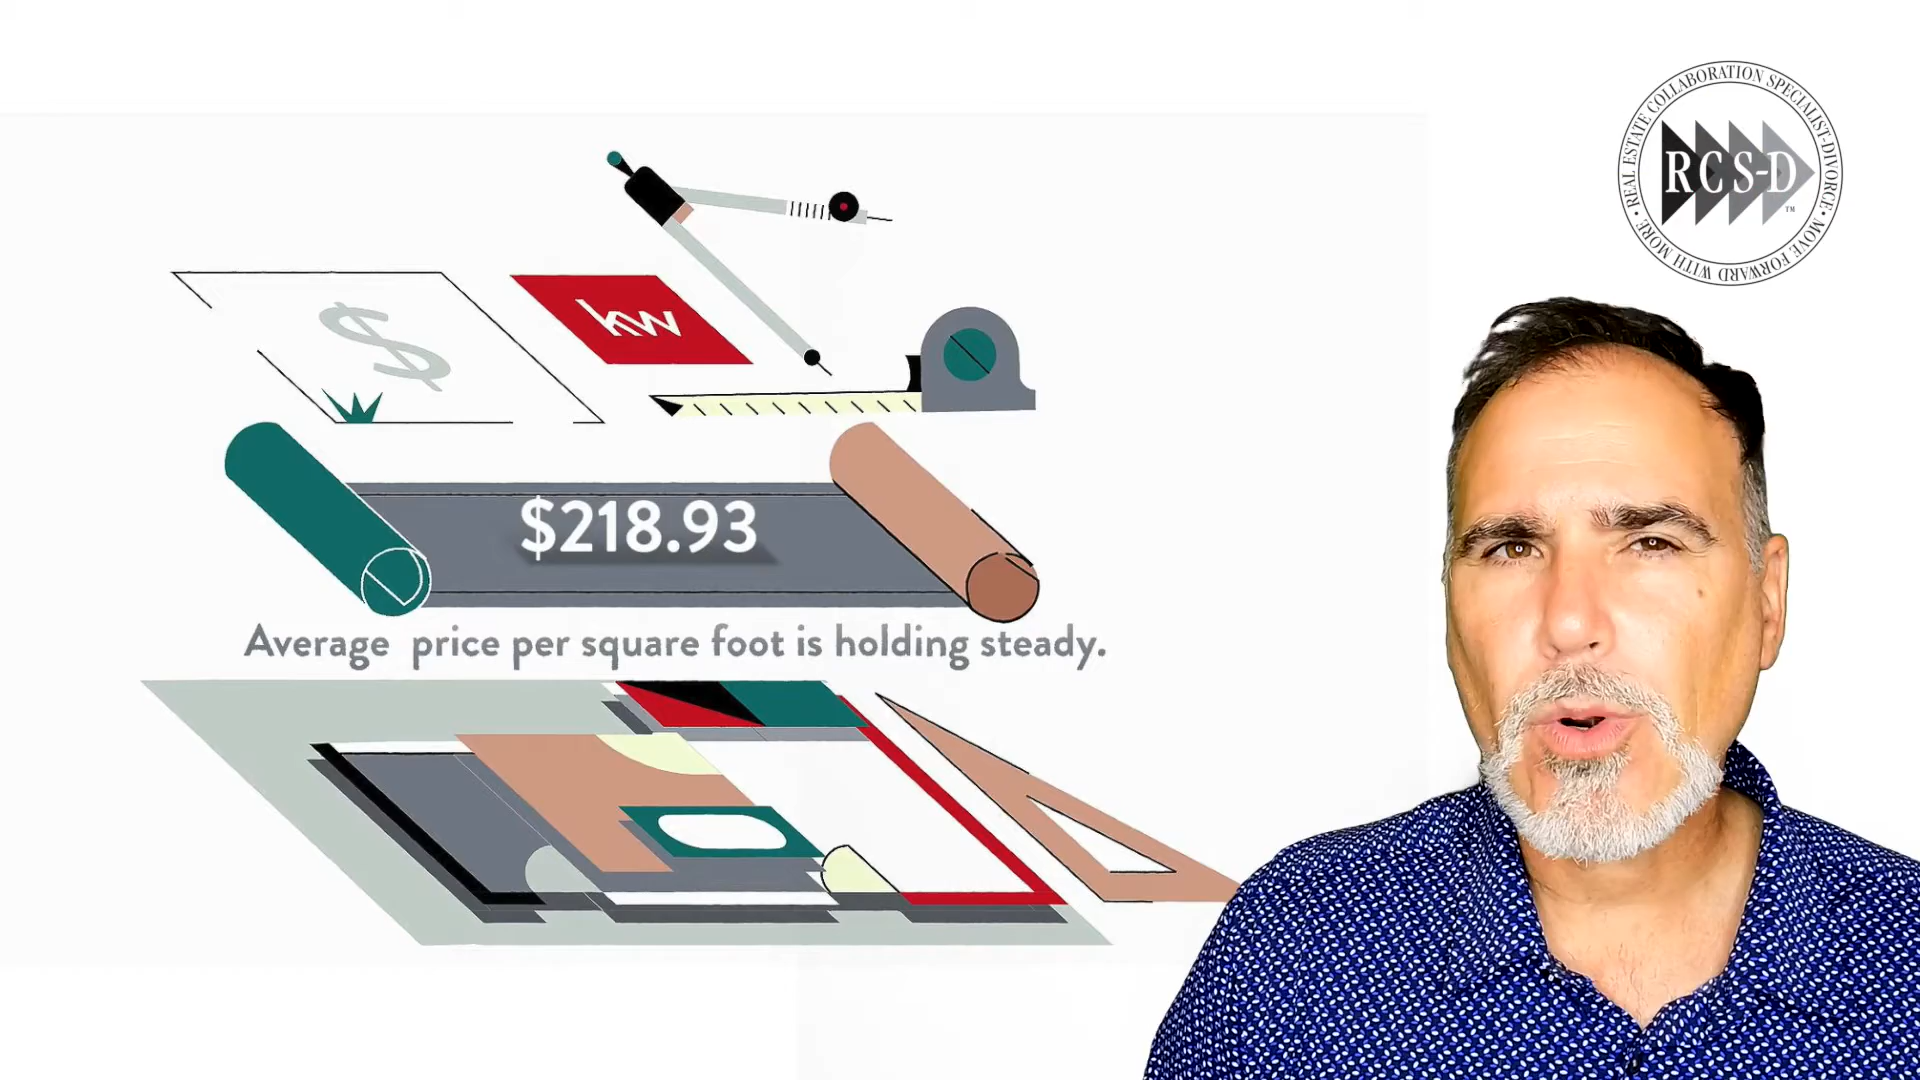 REAL ESTATE COLLABORATION SPECIALIST-DIVORCE • MOVE FORWARD WITH MORE •
RCS-D
™
$
kw
$218.93
Average price per square foot is holding steady.